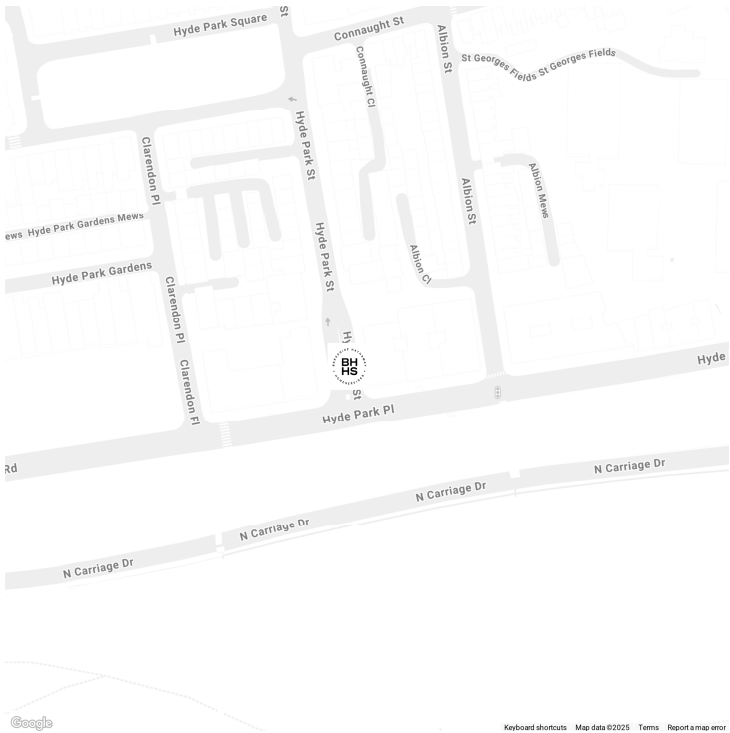 Hyde Park Square
St
Connaught St
Albion St
St Georges Fields
St Georges Fields
Connaught Cl
Hyde Park St
Clarendon Pl
Albion Mews
Albion St
ews
Hyde Park Gardens Mews
Hyde Park St
Albion Cl
Hyde Park Gardens
Clarendon Pl
Hy
BH
HS
St
Hyde
Clarendon Pl
Hyde Park Pl
Rd
N Carriage Dr
N Carriage Dr
N Carriage Dr
N Carriage Dr
Google
Keyboard shortcuts
Map data ©2025
Terms
Report a map error